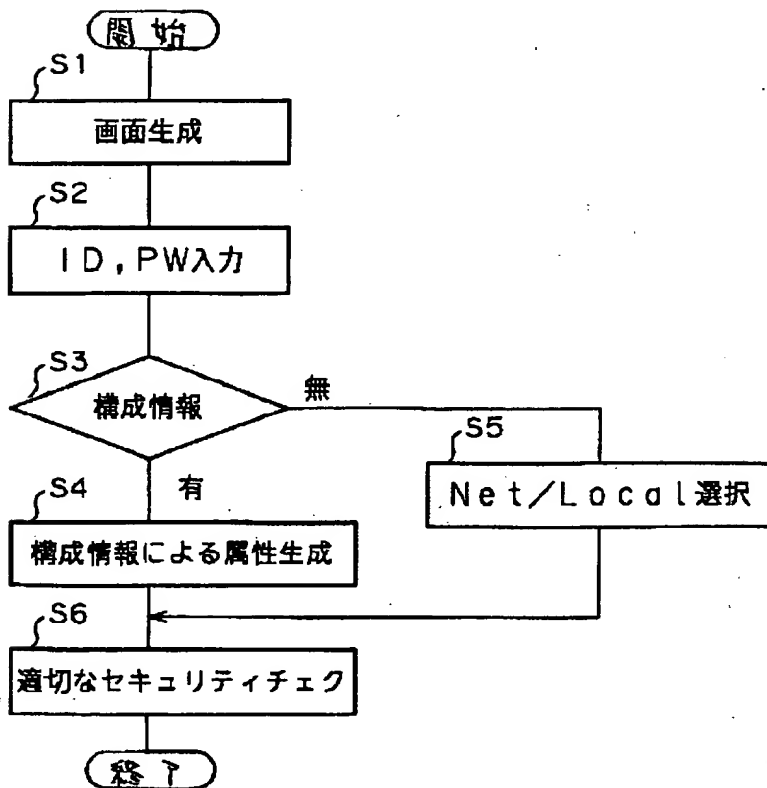 開始
S1
画面生成
S2
ID,PW入力
S3
構成情報
無
S5
Net/Local選択
有
S4
構成情報による属性生成
S6
適切なセキュリティチェク
終了